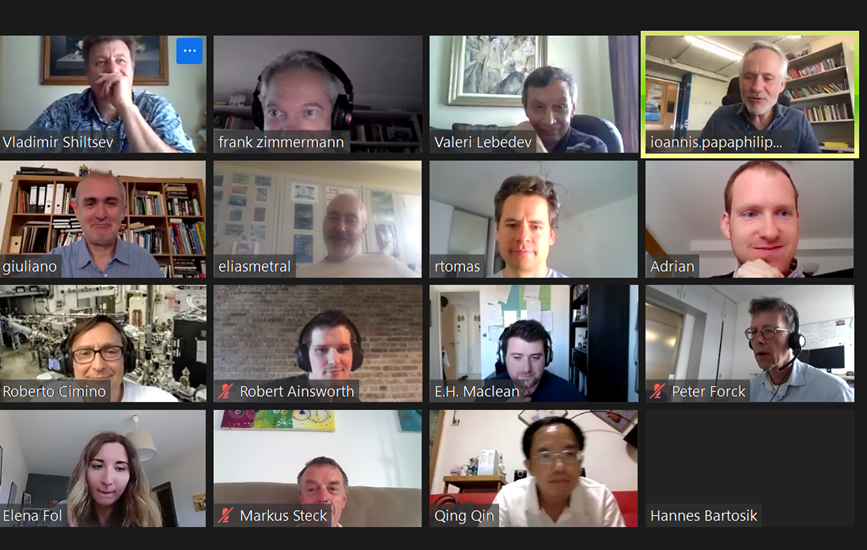 Vladimir Shiltsev
frank zimmermann
Valeri Lebedev
ioannis.papaphilip...
giuliano
eliasmetral
rtomas
Adrian
Roberto Cimino
Robert Ainsworth
E.H. Maclean
Peter Forck
Elena Fol
Markus Steck
Qing Qin
Hannes Bartosik